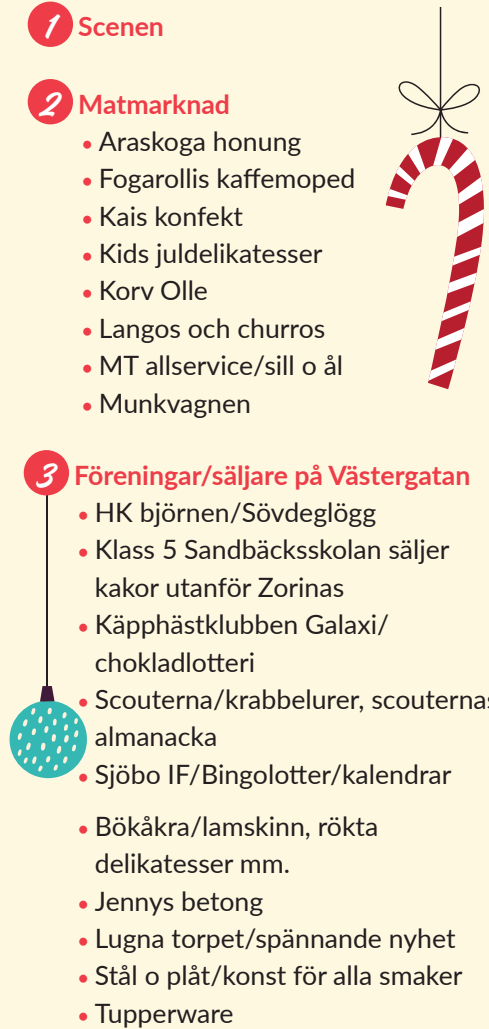 1 Scenen
2 Matmarknad
• Araskoga honung
• Fogarollis kaffemoped
• Kais konfekt
• Kids juldelikatesser
• Korv Olle
• Langos och churros
• MT allservice/sill o ål
• Munkvagnen
3 Föreningar/säljare på Västergatan
• HK björnen/Sövdeglögg
• Klass 5 Sandbäcksskolan säljer
kakor utanför Zorinas
• Käpphästklubben Galaxi/
chokladlotteri
• Scouterna/krabbelurer, scouternas
almanacka
• Sjöbo IF/Bingolotter/kalendrar
• Bökåkra/lamskinn, rökta
delikatesser mm.
• Jennys betong
• Lugna torpet/spännande nyhet
• Stål o plåt/konst för alla smaker
• Tupperware